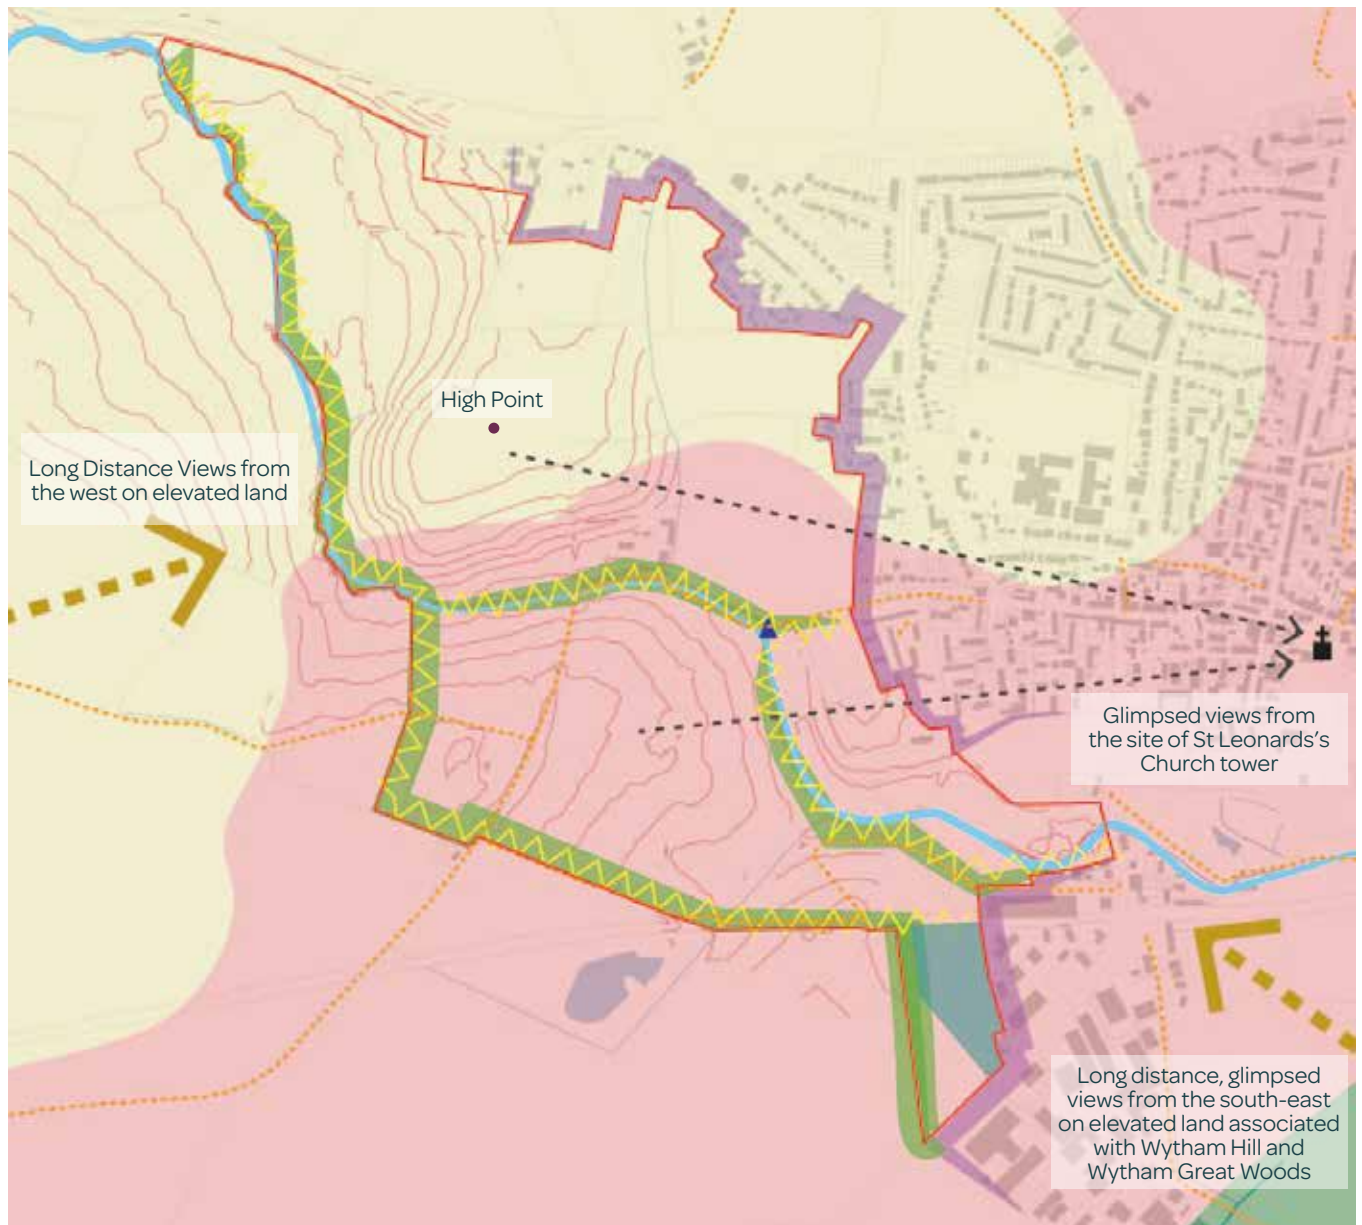 High Point
Long Distance Views from
the west on elevated land
Glimpsed views from
the site of St Leonards's
Church tower
Long distance, glimpsed
views from the south-east
on elevated land associated
with Wytham Hill and
Wytham Great Woods